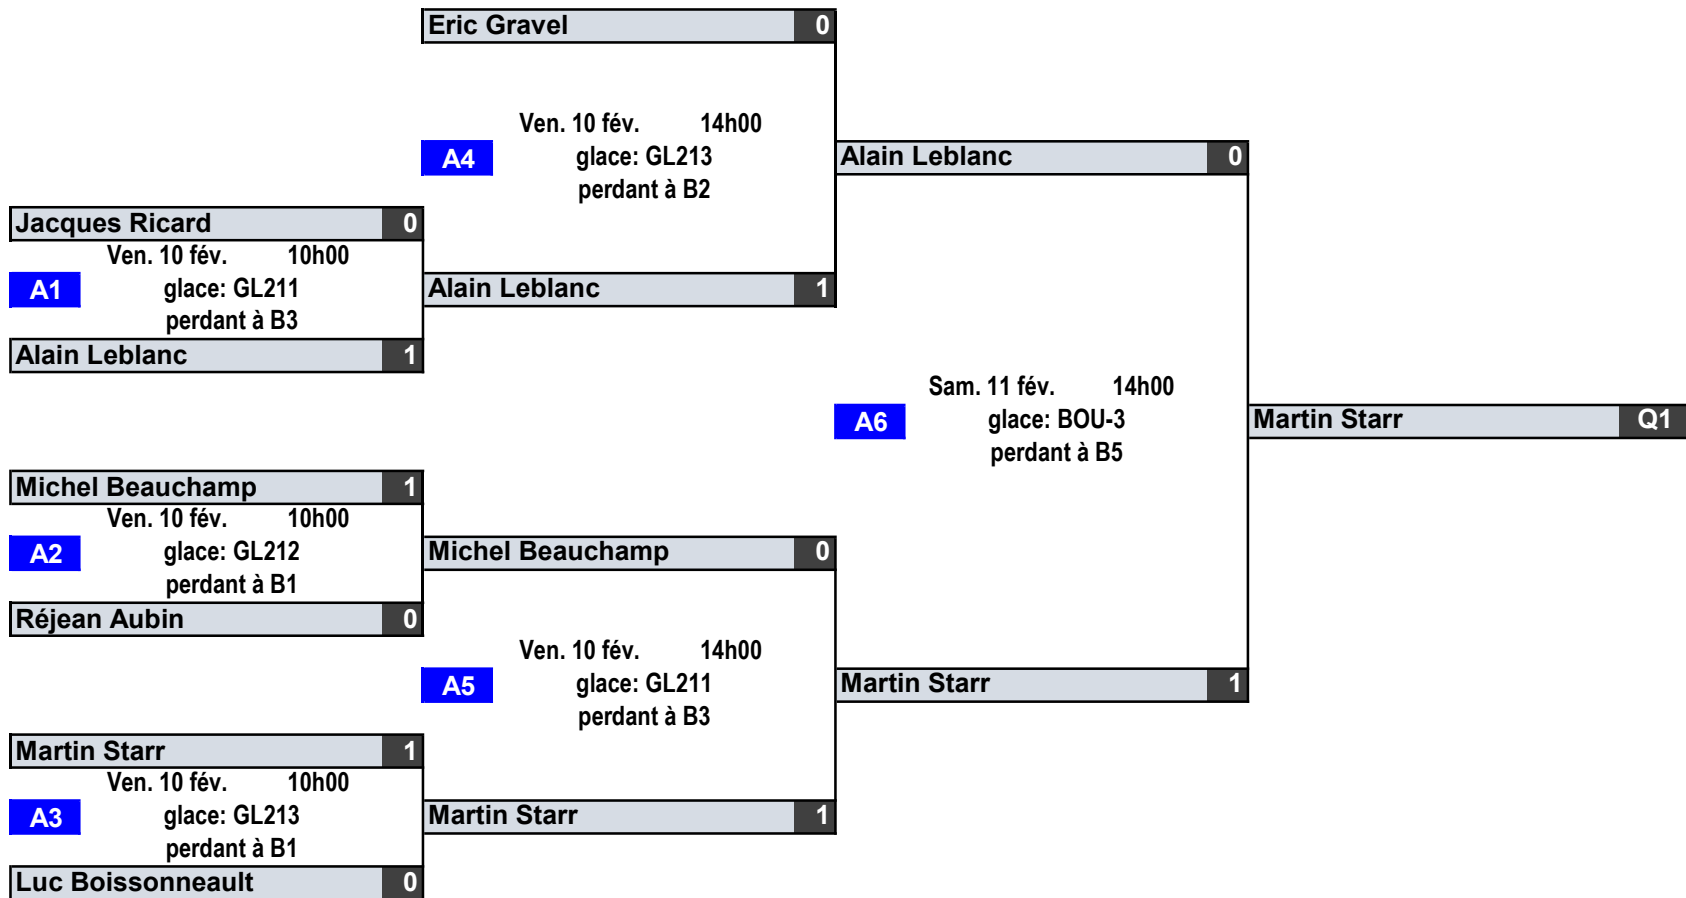 Eric Gravel 0
Ven. 10 fév. 14h00
A4 glace: GL213
perdant à B2
Alain Leblanc 0
Jacques Ricard 0
Ven. 10 fév. 10h00
A1 glace: GL211
perdant à B3
Alain Leblanc 1
Alain Leblanc 1
Sam. 11 fév. 14h00
A6 glace: BOU-3
perdant à B5
Martin Starr Q1
Michel Beauchamp 1
Ven. 10 fév. 10h00
A2 glace: GL212
perdant à B1
Réjean Aubin 0
Michel Beauchamp 0
Ven. 10 fév. 14h00
A5 glace: GL211
perdant à B3
Martin Starr 1
Martin Starr 1
Ven. 10 fév. 10h00
A3 glace: GL213
perdant à B1
Luc Boissonneault 0
Martin Starr 1